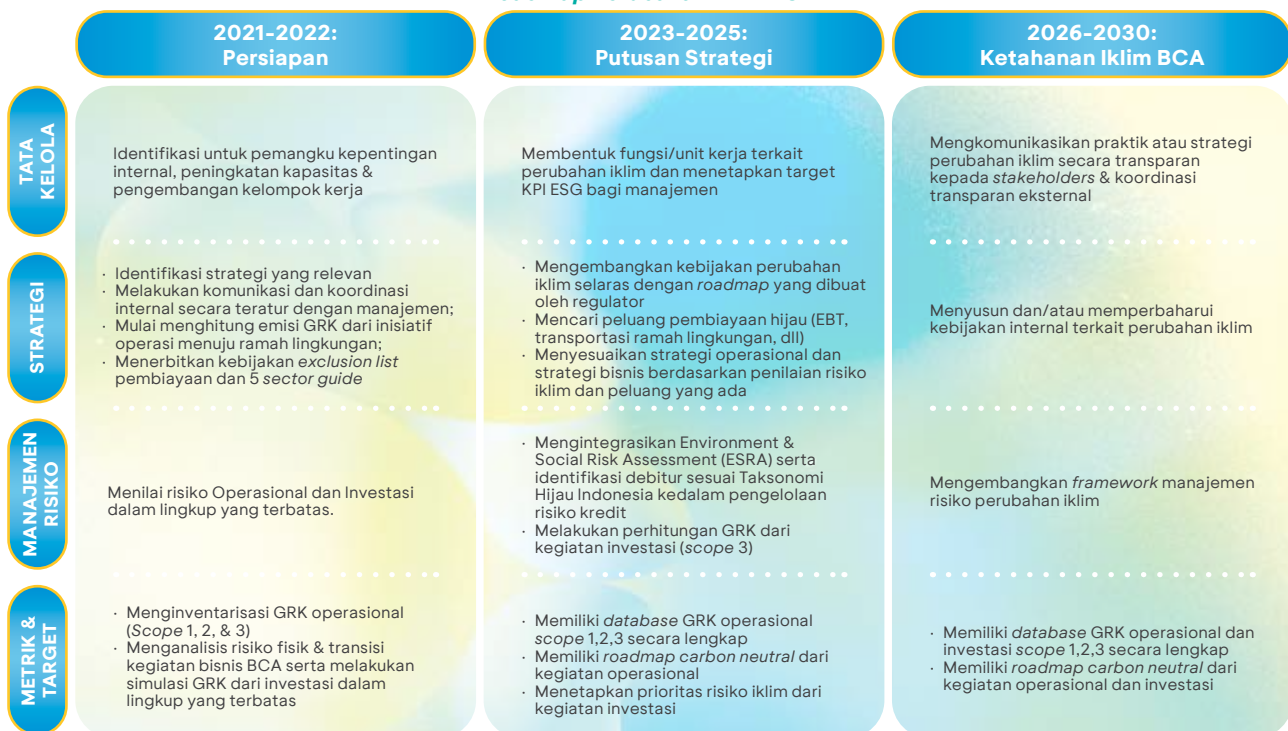 2021-2022:
Persiapan
2023-2025:
Putusan Strategi
2026-2030:
Ketahanan Iklim BCA
TATA
KELOLA
Identifikasi untuk pemangku kepentingan
internal, peningkatan kapasitas &
pengembangan kelompok kerja
Membentuk fungsi/unit kerja terkait
perubahan iklim dan menetapkan target
KPI ESG bagi manajemen
Mengkomunikasikan praktik atau strategi
perubahan iklim secara transparan
kepada stakeholders & koordinasi
transparan eksternal
STRATEGI
· Identifikasi strategi yang relevan
· Melakukan komunikasi dan koordinasi
internal secara teratur dengan manajemen;
· Mulai menghitung emisi GRK dari inisiatif
operasi menuju ramah lingkungan;
· Menerbitkan kebijakan exclusion list
pembiayaan dan 5 sector guide
· Mengembangkan kebijakan perubahan
iklim selaras dengan roadmap yang dibuat
oleh regulator
· Mencari peluang pembiayaan hijau (EBT,
transportasi ramah lingkungan, dll)
· Menyesuaikan strategi operasional dan
strategi bisnis berdasarkan penilaian risiko
iklim dan peluang yang ada
Menyusun dan/atau memperbaharui
kebijakan internal terkait perubahan iklim
MANAJEMEN
RISIKO
Menilai risiko Operasional dan Investasi
dalam lingkup yang terbatas.
· Mengintegrasikan Environment &
Social Risk Assessment (ESRA) serta
identifikasi debitur sesuai Taksonomi
Hijau Indonesia kedalam pengelolaan
risiko kredit
· Melakukan perhitungan GRK dari
kegiatan investasi (scope 3)
Mengembangkan framework manajemen
risiko perubahan iklim
METRIK &
TARGET
· Menginventarisasi GRK operasional
(Scope 1, 2, & 3)
· Menganalisis risiko fisik & transisi
kegiatan bisnis BCA serta melakukan
simulasi GRK dari investasi dalam
lingkup yang terbatas
· Memiliki database GRK operasional
scope 1,2,3 secara lengkap
· Memiliki roadmap carbon neutral dari
kegiatan operasional
· Menetapkan prioritas risiko iklim dari
kegiatan investasi
· Memiliki database GRK operasional dan
investasi scope 1,2,3 secara lengkap
· Memiliki roadmap carbon neutral dari
kegiatan operasional dan investasi